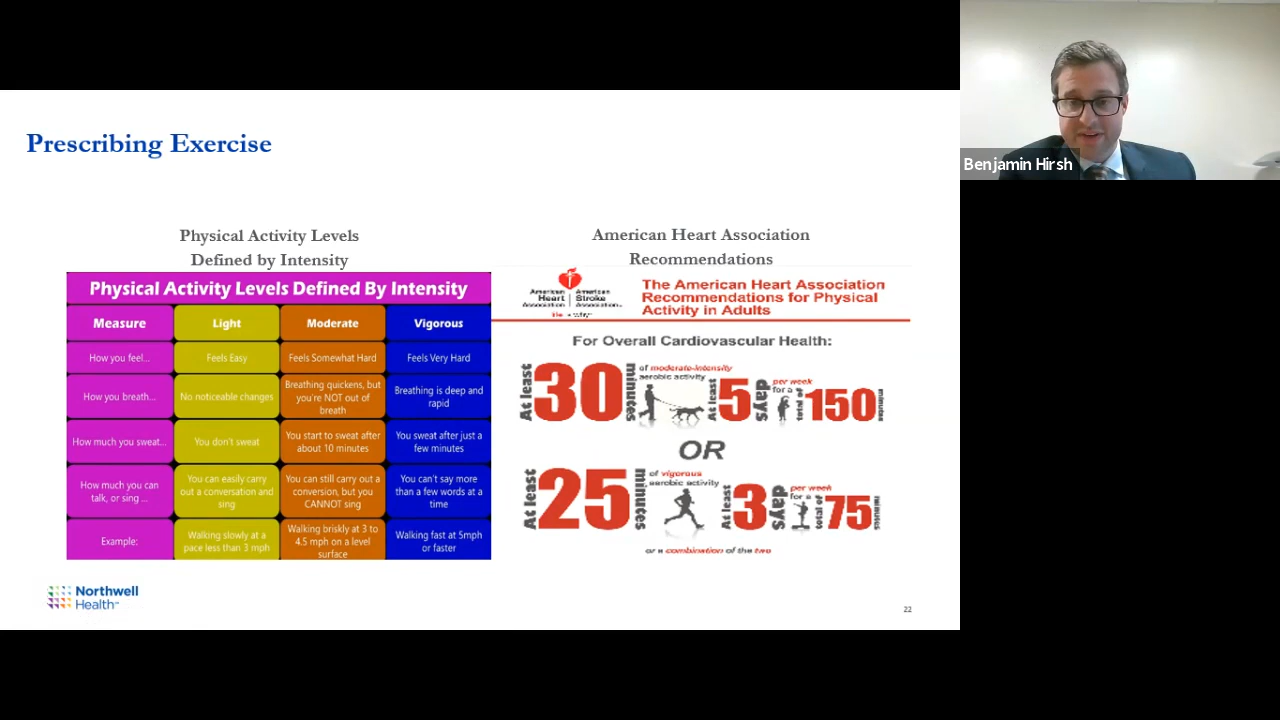 Prescribing Exercise
Benjamin Hirsh
Physical Activity Levels
Defined by Intensity
Physical Activity Levels Defined By Intensity
Measure Light Moderate Vigorous
How you feel... Feels Easy Feels Somewhat Hard Feels Very Hard
How you breath... No noticeable changes Breathing quickens, but
you're NOT out of
breath Breathing is deep and
rapid
How much you sweat... You don't sweat You start to sweat after
about 10 minutes You sweat after just a
few minutes
How much you can
talk, or sing ... You can easily carry
out a conversation and
sing You can still carry out a
conversion, but you
CANNOT sing You can't say more
than a few words at a
time
Example: Walking slowly at a
pace less than 3 mph Walking briskly at 3 to
4.5 mph on a level
surface Walking fast at 5mph
or faster
American Heart Association
Recommendations
American
Heart
Association
American
Stroke
Association
life is why
The American Heart Association
Recommendations for Physical
Activity in Adults
For Overall Cardiovascular Health:
At least 30 minutes
of moderate-intensity
aerobic activity
At least 5 days
per week
for a
total of 150 minutes
OR
At least 25 minutes
of vigorous
aerobic activity
At least 3 days
per week
for a
total of 75 minutes
or a combination of the two
Northwell
Health
22